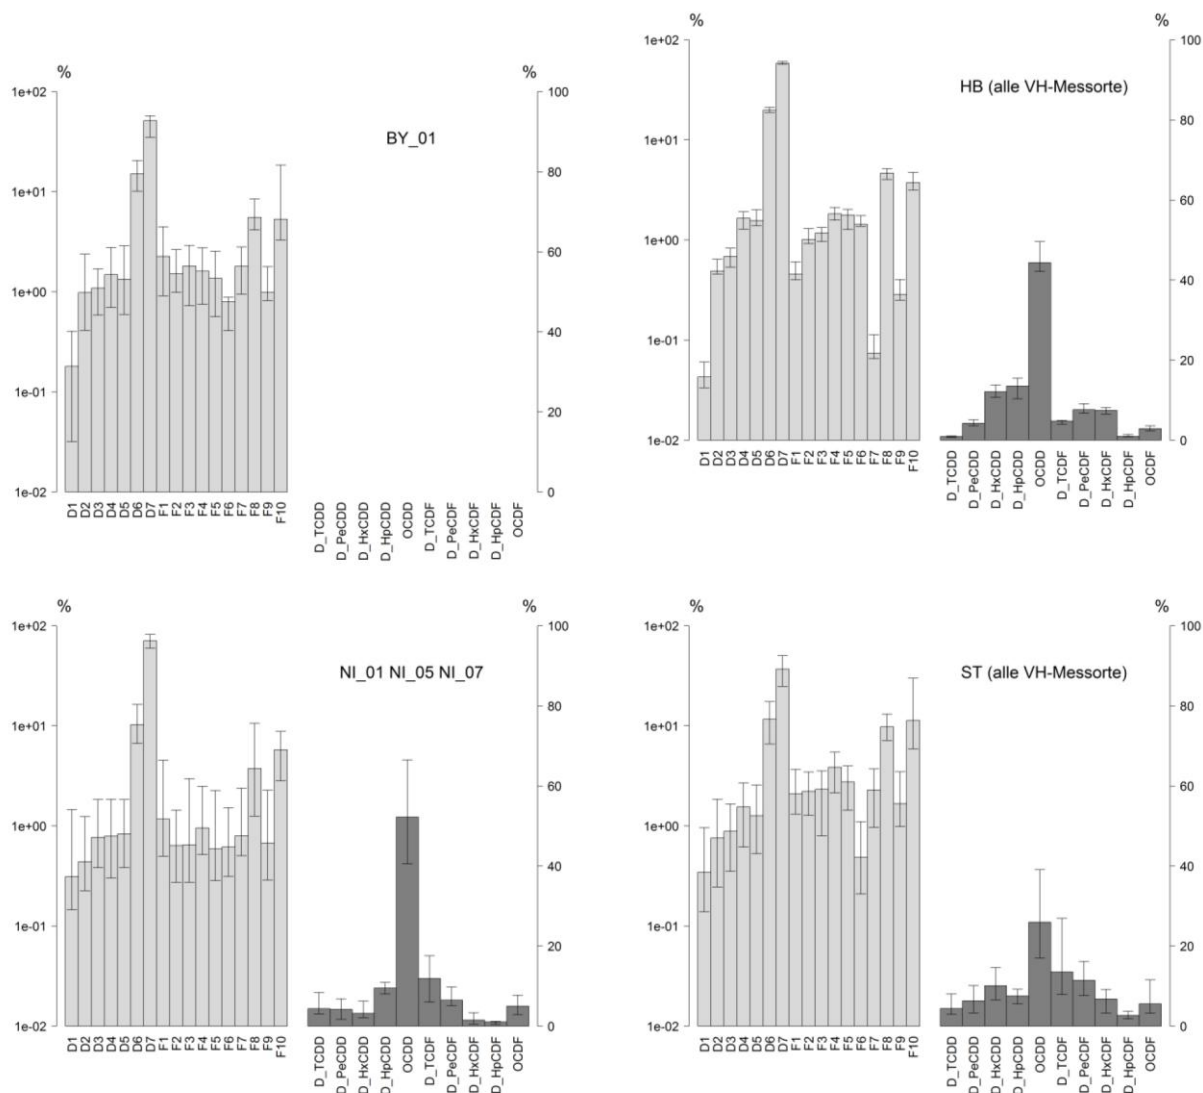 % %
1e+02 100
BY_01
80
1e+01
60
1e+00
40
1e-01
20
1e-02 0
D1 D2 D3 D4 D5 D6 D7 F1 F2 F3 F4 F5 F6 F7 F8 F9 F10
D_TCDD D_PeCDD D_HxCDD D_HpCDD OCDD D_TCDF D_PeCDF D_HxCDF D_HpCDF OCDF
% %
1e+02 100
HB (alle VH-Messorte)
80
1e+01
60
1e+00
40
1e-01
20
1e-02 0
D1 D2 D3 D4 D5 D6 D7 F1 F2 F3 F4 F5 F6 F7 F8 F9 F10
D_TCDD D_PeCDD D_HxCDD D_HpCDD OCDD D_TCDF D_PeCDF D_HxCDF D_HpCDF OCDF
% %
1e+02 100
NI_01 NI_05 NI_07
80
1e+01
60
1e+00
40
1e-01
20
1e-02 0
D1 D2 D3 D4 D5 D6 D7 F1 F2 F3 F4 F5 F6 F7 F8 F9 F10
D_TCDD D_PeCDD D_HxCDD D_HpCDD OCDD D_TCDF D_PeCDF D_HxCDF D_HpCDF OCDF
% %
1e+02 100
ST (alle VH-Messorte)
80
1e+01
60
1e+00
40
1e-01
20
1e-02 0
D1 D2 D3 D4 D5 D6 D7 F1 F2 F3 F4 F5 F6 F7 F8 F9 F10
D_TCDD D_PeCDD D_HxCDD D_HpCDD OCDD D_TCDF D_PeCDF D_HxCDF D_HpCDF OCDF